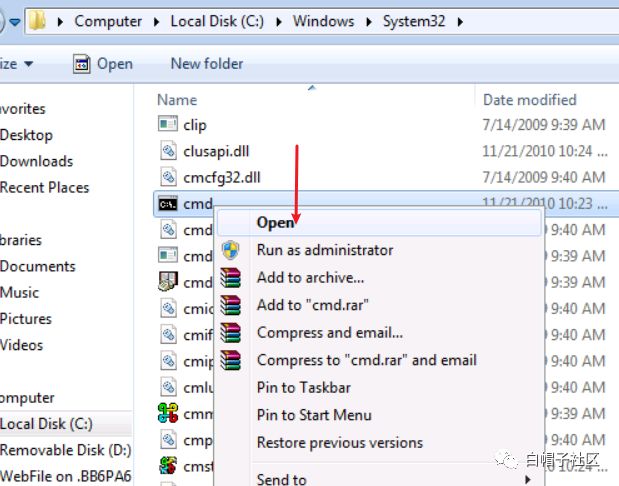 Computer Local Disk (C:) Windows System32
ize Open New folder
Name Date modified
avorites
Desktop
Downloads
Recent Places
braries
Documents
Music
Pictures
Videos
omputer
Local Disk (C:)
Removable Disk (D:)
WebFile on .BB6PA6
clip 7/14/2009 9:39 AM
clusapi.dll 11/21/2010 10:24 ...
cmcfg32.dll 7/14/2009 9:40 AM
cmd 11/21/2010 10:23 ...
cmd 9:40 AM
cmd 9:39 AM
cmd 9:39 AM
cmic 9:40 AM
cmif 9:40 AM
cmip 9:40 AM
cmlu 9:40 AM
cmm 9:39 AM
cmp 9:40 AM
cmst
Open
Run as administrator
Add to archive...
Add to "cmd.rar"
Compress and email...
Compress to "cmd.rar" and email
Pin to Taskbar
Pin to Start Menu
Restore previous versions
Send to
白帽子社区